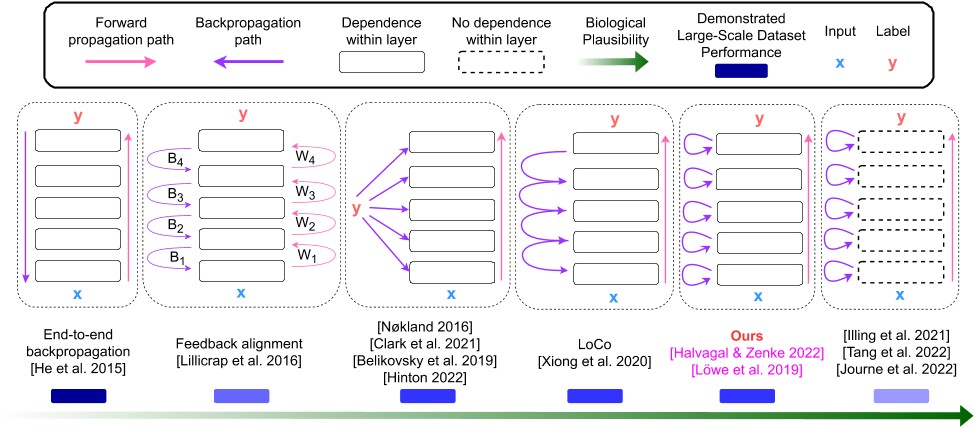 Forward
propagation path
Backpropagation
path
Dependence
within layer
No dependence
within layer
Biological
Plausibility
Demonstrated
Large-Scale Dataset
Performance
Input
x
Label
y
y
x
End-to-end
backpropagation
[He et al. 2015]
y
B4
W4
B3
W3
B2
W2
B1
W1
x
Feedback alignment
[Lillicrap et al. 2016]
y
x
[Nøkland 2016]
[Clark et al. 2021]
[Belikovsky et al. 2019]
[Hinton 2022]
y
x
LoCo
[Xiong et al. 2020]
y
x
Ours
[Halvagal & Zenke 2022]
[Löwe et al. 2019]
y
x
[Illing et al. 2021]
[Tang et al. 2022]
[Journe et al. 2022]